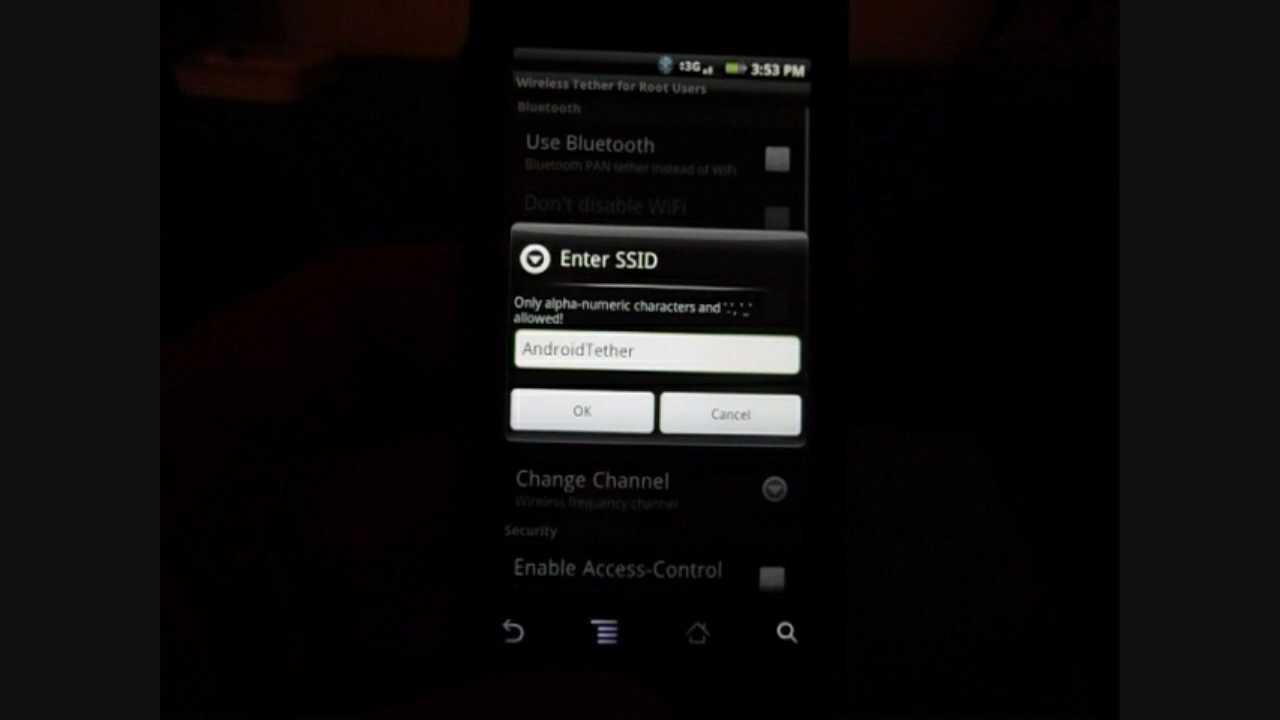 3G 3:53 PM
Wireless Tether for Root Users
Bluetooth
Use Bluetooth
Bluetooth PAN tether instead of WiFi
Don't disable WiFi
Enter SSID
Only alpha-numeric characters and
allowed!
AndroidTether
OK Cancel
Change Channel
Wireless frequency channel
Security
Enable Access-Control